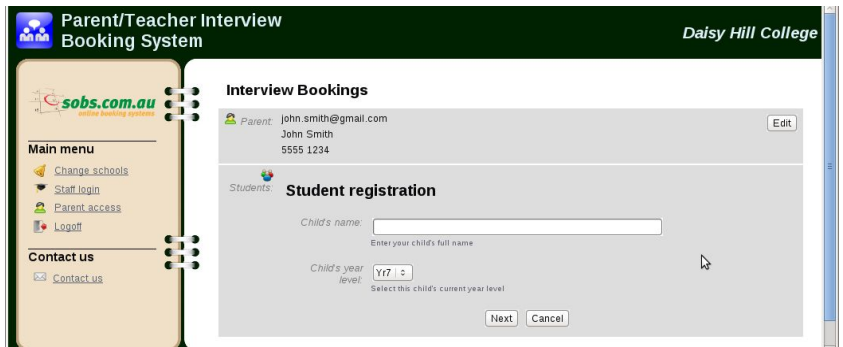 Parent/Teacher Interview
Booking System
Daisy Hill College
sobs.com.au
online booking systems
Main menu
Change schools
Staff login
Parent access
Logoff
Contact us
Contact us
Interview Bookings
Parent: john.smith@gmail.com
John Smith
5555 1234
Edit
Students: Student registration
Child's name:
Enter your child's full name
Child's year
level: Yr7
Select this child's current year level
Next Cancel